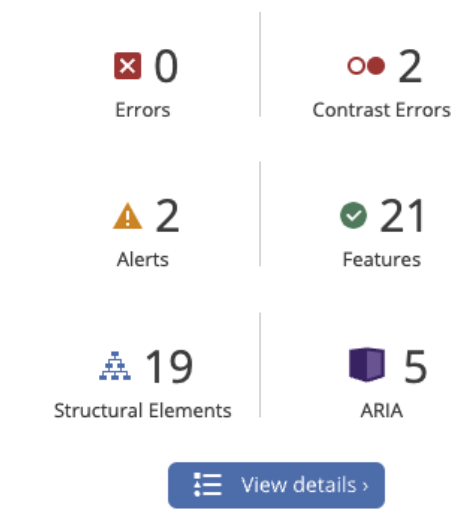 0 2
Errors Contrast Errors
2 21
Alerts Features
19 5
Structural Elements ARIA
View details ›